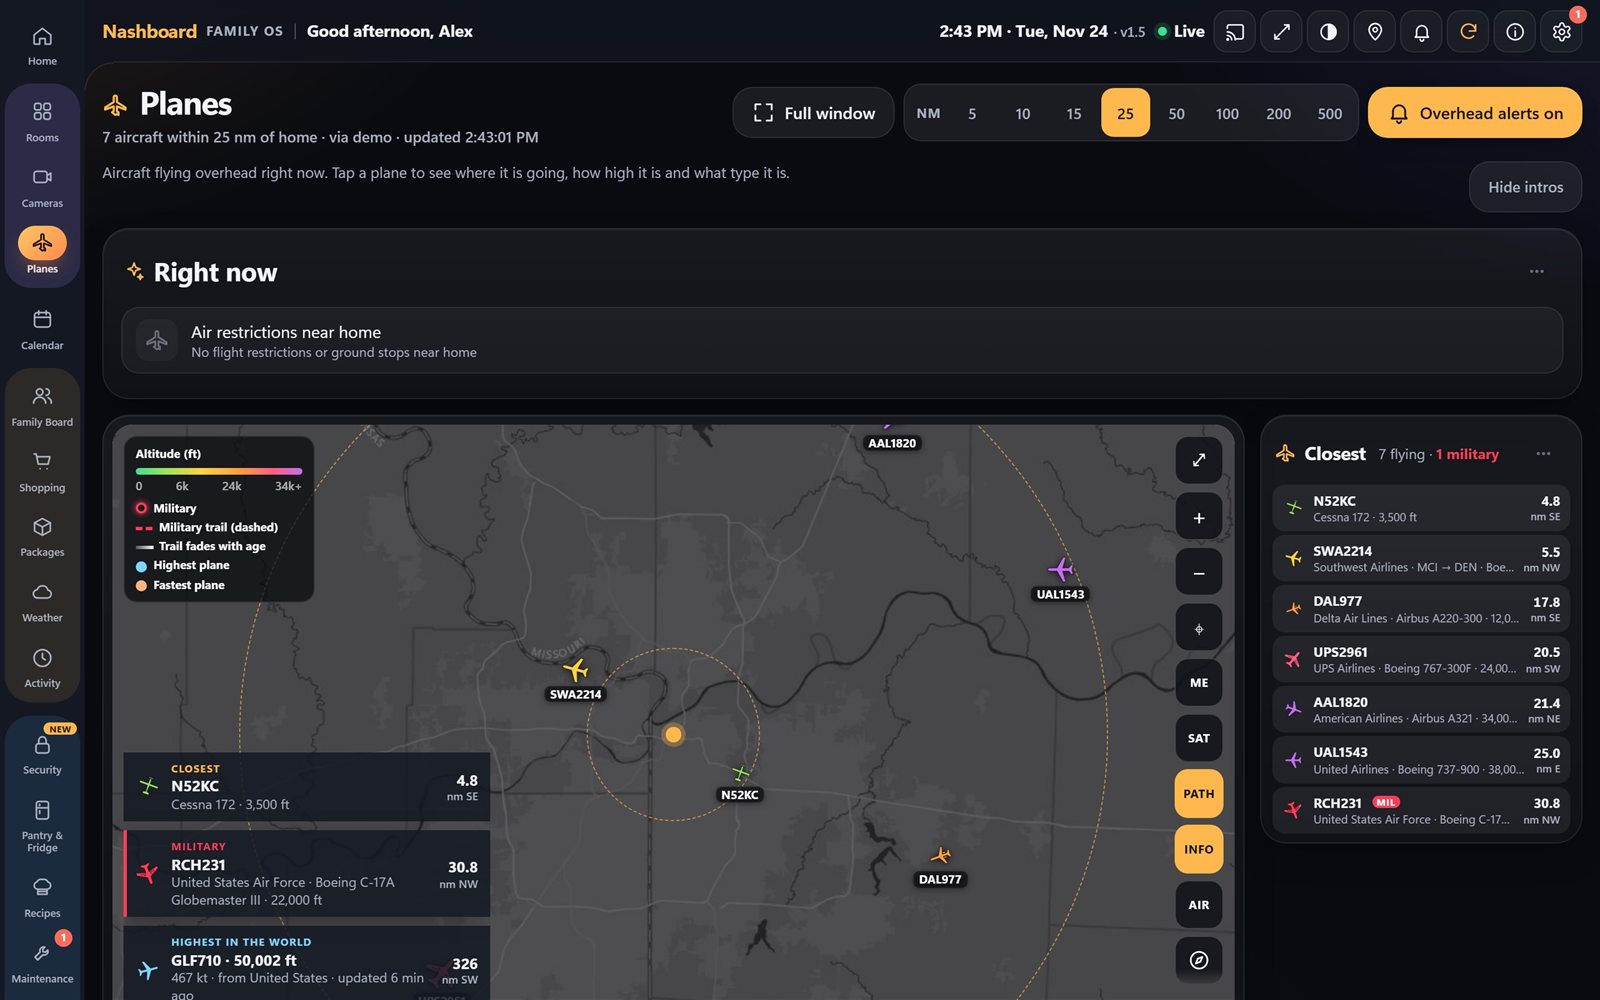 Nashboard FAMILY OS | Good afternoon, Alex
2:43 PM · Tue, Nov 24 · v1.5 Live
1
Home
Rooms
Cameras
Planes
Calendar
Family Board
Shopping
Packages
Weather
Activity
NEW
Security
Pantry &
Fridge
Recipes
1
Maintenance
Planes
7 aircraft within 25 nm of home · via demo · updated 2:43:01 PM
Full window
NM 5 10 15 25 50 100 200 500
Overhead alerts on
Aircraft flying overhead right now. Tap a plane to see where it is going, how high it is and what type it is.
Hide intros
Right now
Air restrictions near home
No flight restrictions or ground stops near home
Altitude (ft)
0 6k 24k 34k+
Military
Military trail (dashed)
Trail fades with age
Highest plane
Fastest plane
AAL1820
UAL1543
MISSOURI
SWA2214
N52KC
DAL977
CLOSEST
N52KC
Cessna 172 · 3,500 ft
4.8
nm SE
MILITARY
RCH231
United States Air Force · Boeing C-17A
Globemaster III · 22,000 ft
30.8
nm NW
HIGHEST IN THE WORLD
GLF710 · 50,002 ft
467 kt · from United States · updated 6 min
ago
326
nm SW
+
−
ME
SAT
PATH
INFO
AIR
Closest 7 flying · 1 military
N52KC
Cessna 172 · 3,500 ft
4.8
nm SE
SWA2214
Southwest Airlines · MCI → DEN · Boe...
5.5
nm NW
DAL977
Delta Air Lines · Airbus A220-300 · 12,0...
17.8
nm SE
UPS2961
UPS Airlines · Boeing 767-300F · 24,00...
20.5
nm SW
AAL1820
American Airlines · Airbus A321 · 34,00...
21.4
nm NE
UAL1543
United Airlines · Boeing 737-900 · 38,00...
25.0
nm E
RCH231 MIL
United States Air Force · Boeing C-17...
30.8
nm NW